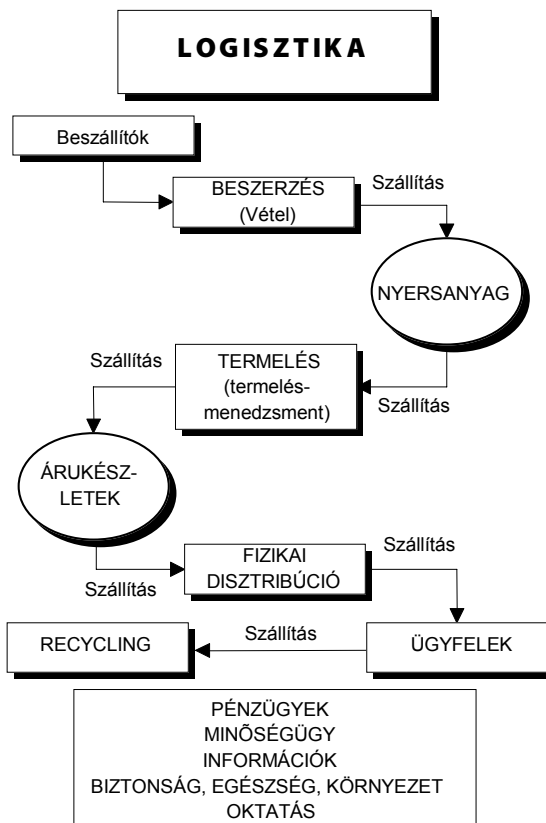 LOGISZTIKA
Beszállítók
BESZERZÉS
(Vétel)
Szállítás
NYERSANYAG
Szállítás
TERMELÉS
(termelés-
menedzsment)
Szállítás
ÁRUKÉSZ-
LETEK
Szállítás
FIZIKAI
DISZTRIBÚCIÓ
Szállítás
ÜGYFELEK
Szállítás
RECYCLING
PÉNZÜGYEK
MINÕSÉGÜGY
INFORMÁCIÓK
BIZTONSÁG, EGÉSZSÉG, KÖRNYEZET
OKTATÁS